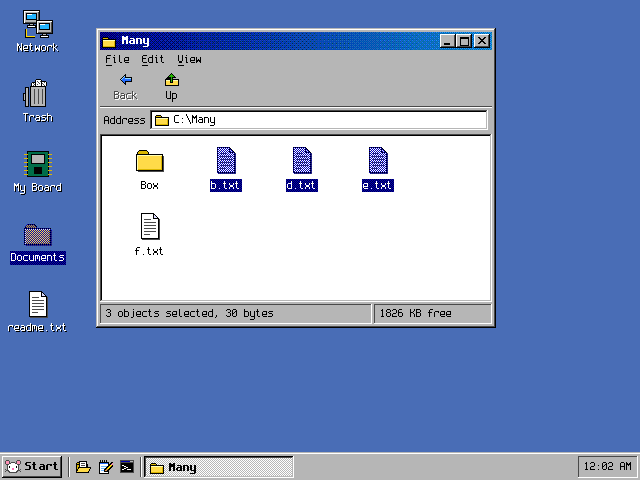 Network
Trash
My Board
Documents
readme.txt
Many
File Edit View
Back Up
Address C:\Many
Box b.txt d.txt e.txt
f.txt
3 objects selected, 30 bytes 1826 KB free
Start Many 12:02 AM